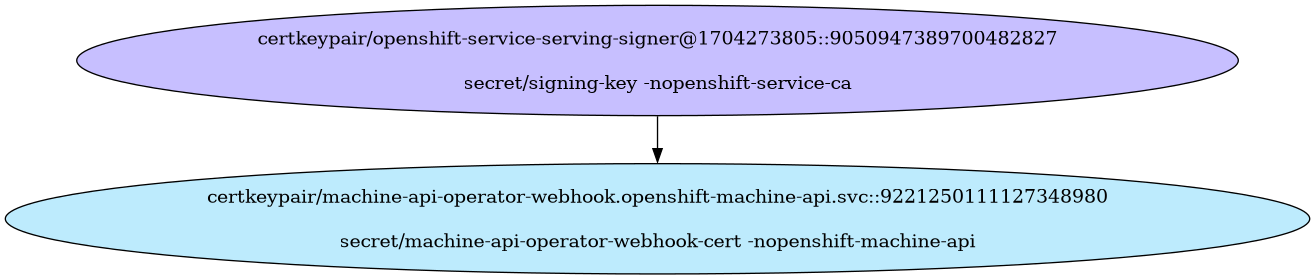 certkeypair/openshift-service-serving-signer@1704273805::9050947389700482827
secret/signing-key -nopenshift-service-ca
certkeypair/machine-api-operator-webhook.openshift-machine-api.svc::9221250111127348980
secret/machine-api-operator-webhook-cert -nopenshift-machine-api